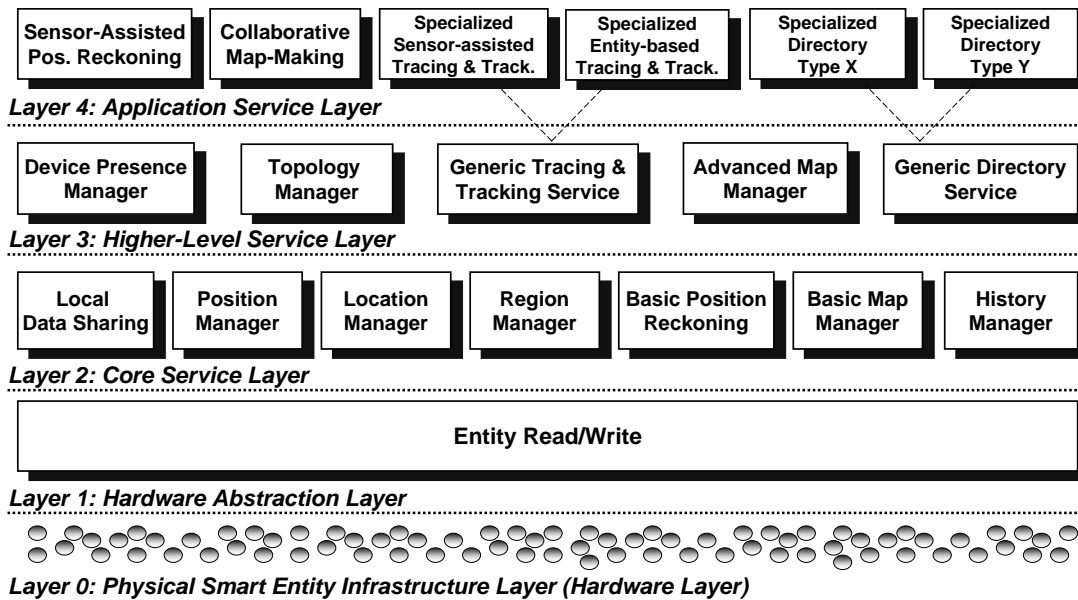 Sensor-Assisted
Pos. Reckoning
Collaborative
Map-Making
Specialized
Sensor-assisted
Tracing & Track.
Specialized
Entity-based
Tracing & Track.
Specialized
Directory
Type X
Specialized
Directory
Type Y
Layer 4: Application Service Layer
Device Presence
Manager
Topology
Manager
Generic Tracing &
Tracking Service
Advanced Map
Manager
Generic Directory
Service
Layer 3: Higher-Level Service Layer
Local
Data Sharing
Position
Manager
Location
Manager
Region
Manager
Basic Position
Reckoning
Basic Map
Manager
History
Manager
Layer 2: Core Service Layer
Entity Read/Write
Layer 1: Hardware Abstraction Layer
Layer 0: Physical Smart Entity Infrastructure Layer (Hardware Layer)